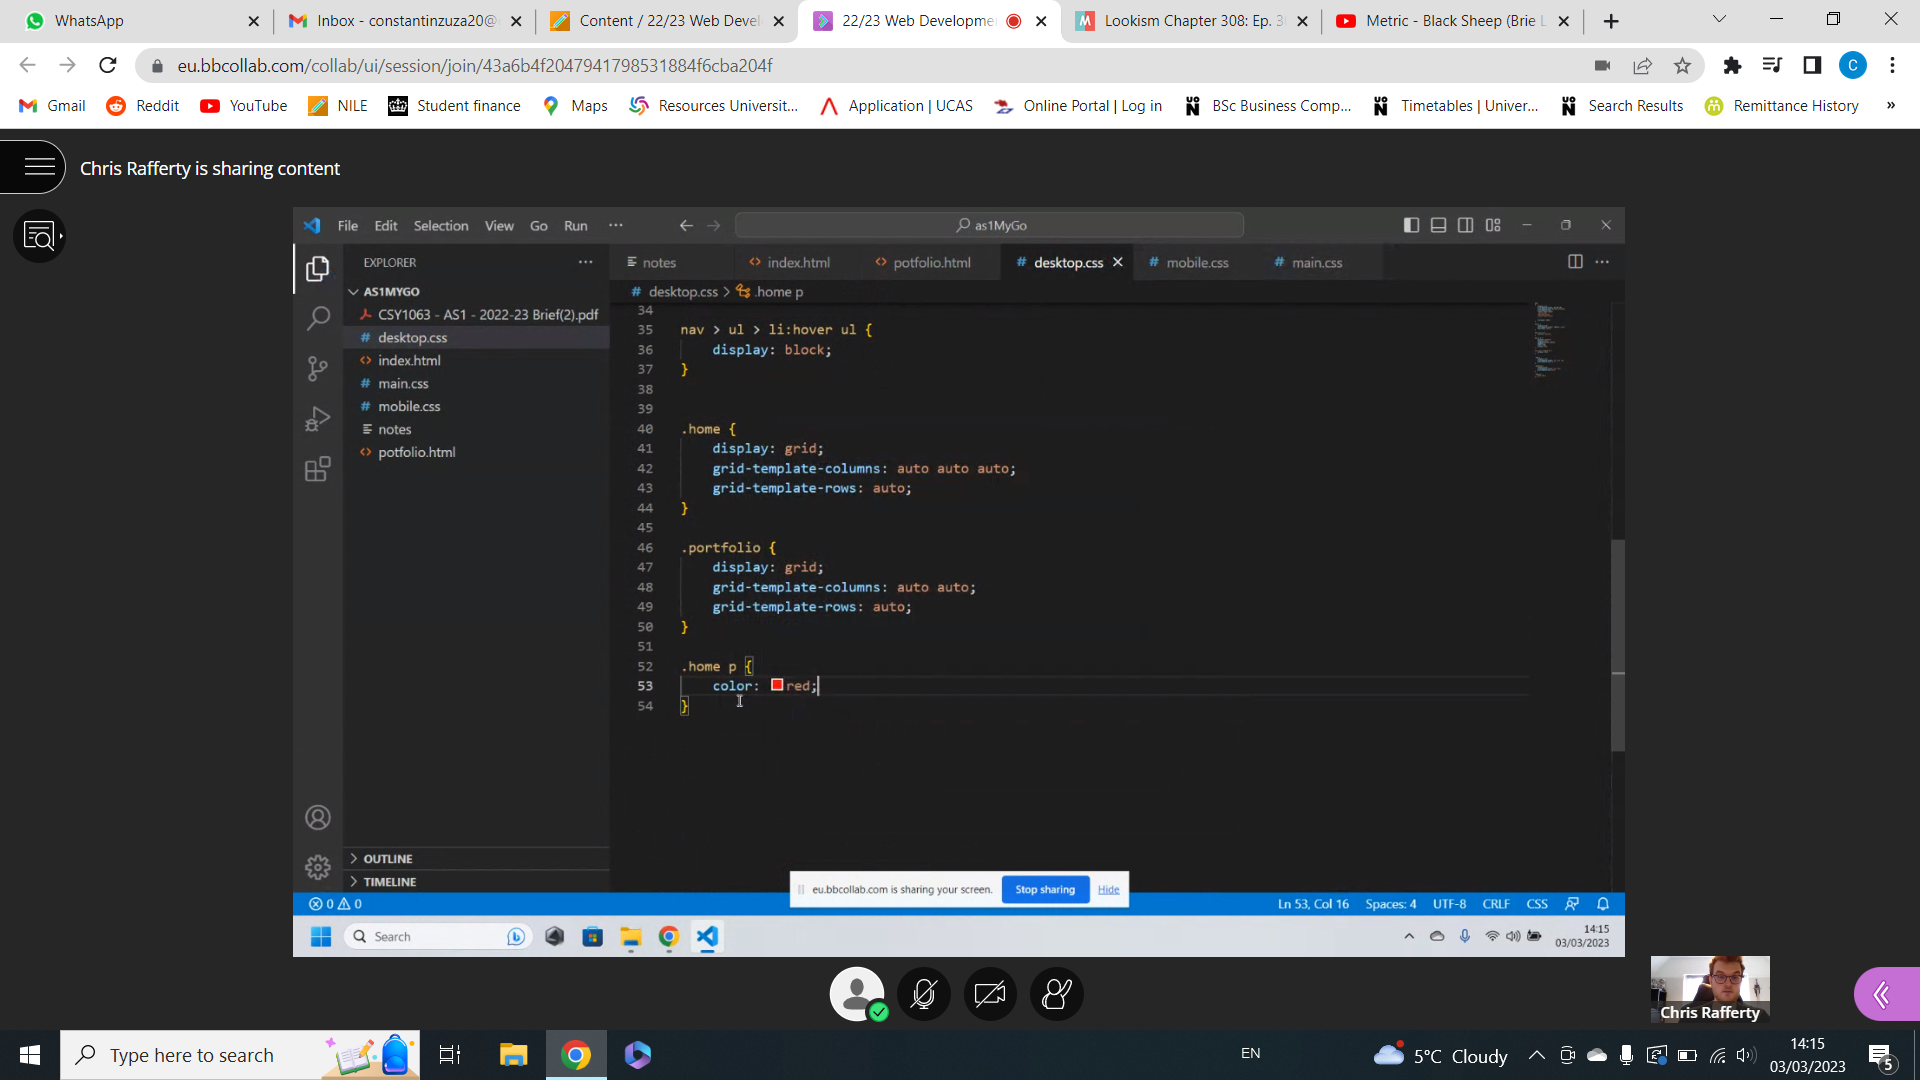 WhatsApp
Inbox - constantinzuza20@
Content / 22/23 Web Devel
22/23 Web Developme
Lookism Chapter 308: Ep. 3
Metric - Black Sheep (Brie L
eu.bbcollab.com/collab/ui/session/join/43a6b4f2047941798531884f6cba204f
C
Gmail
Reddit
YouTube
NILE
Student finance
Maps
Resources Universit...
Application | UCAS
Online Portal | Log in
BSc Business Comp...
Timetables | Univer...
Search Results
Remittance History
»
Chris Rafferty is sharing content
File Edit Selection View Go Run ...
as1MyGo
EXPLORER
notes
index.html
potfolio.html
# desktop.css
# mobile.css
# main.css
# desktop.css > .home p
AS1MYGO
CSY1063 - AS1 - 2022-23 Brief(2).pdf
# desktop.css
<> index.html
# main.css
# mobile.css
notes
<> potfolio.html
34
35 nav > ul > li:hover ul {
36 display: block;
37 }
38
39
40 .home {
41 display: grid;
42 grid-template-columns: auto auto auto;
43 grid-template-rows: auto;
44 }
45
46 .portfolio {
47 display: grid;
48 grid-template-columns: auto auto;
49 grid-template-rows: auto;
50 }
51
52 .home p {
53 color: red;
54 }
OUTLINE
TIMELINE
eu.bbcollab.com is sharing your screen. Stop sharing Hide
0 0
Ln 53, Col 16 Spaces: 4 UTF-8 CRLF CSS
Search
14:15
03/03/2023
Chris Rafferty
Type here to search
EN
5°C Cloudy
14:15
03/03/2023
5